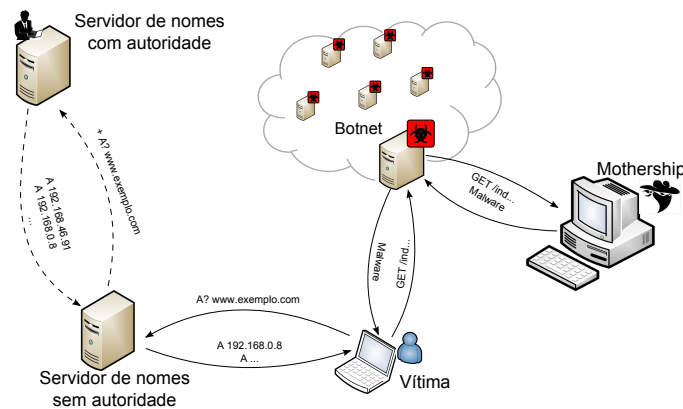 Servidor de nomes
com autoridade
Botnet
Mothership
GET /ind...
Malware
+ A? www.exemplo.com
A 192.168.46.91
A 192.168.0.8
...
Malware
GET /ind...
A? www.exemplo.com
A 192.168.0.8
A ...
Servidor de nomes
sem autoridade
Vítima